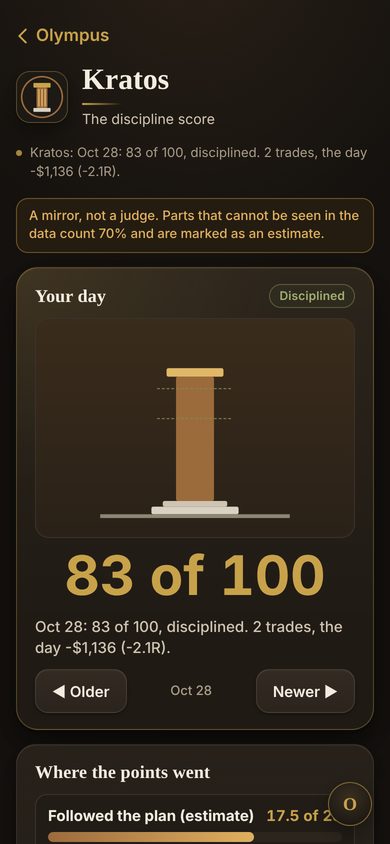 Olympus
Kratos
The discipline score
Kratos: Oct 28: 83 of 100, disciplined. 2 trades, the day
-$1,136 (-2.1R).
A mirror, not a judge. Parts that cannot be seen in the
data count 70% and are marked as an estimate.
Your day
Disciplined
83 of 100
Oct 28: 83 of 100, disciplined. 2 trades, the
day -$1,136 (-2.1R).
◀ Older
Oct 28
Newer ▶
Where the points went
Followed the plan (estimate)
17.5 of
O